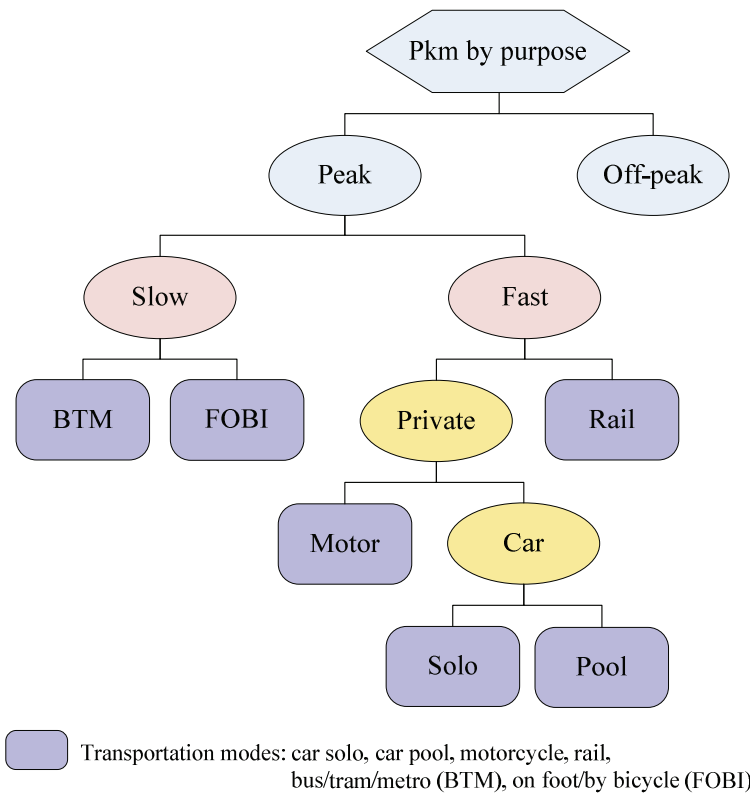 Pkm by purpose
Peak
Off-peak
Slow
Fast
BTM
FOBI
Private
Rail
Motor
Car
Solo
Pool
Transportation modes: car solo, car pool, motorcycle, rail,
bus/tram/metro (BTM), on foot/by bicycle (FOBI)